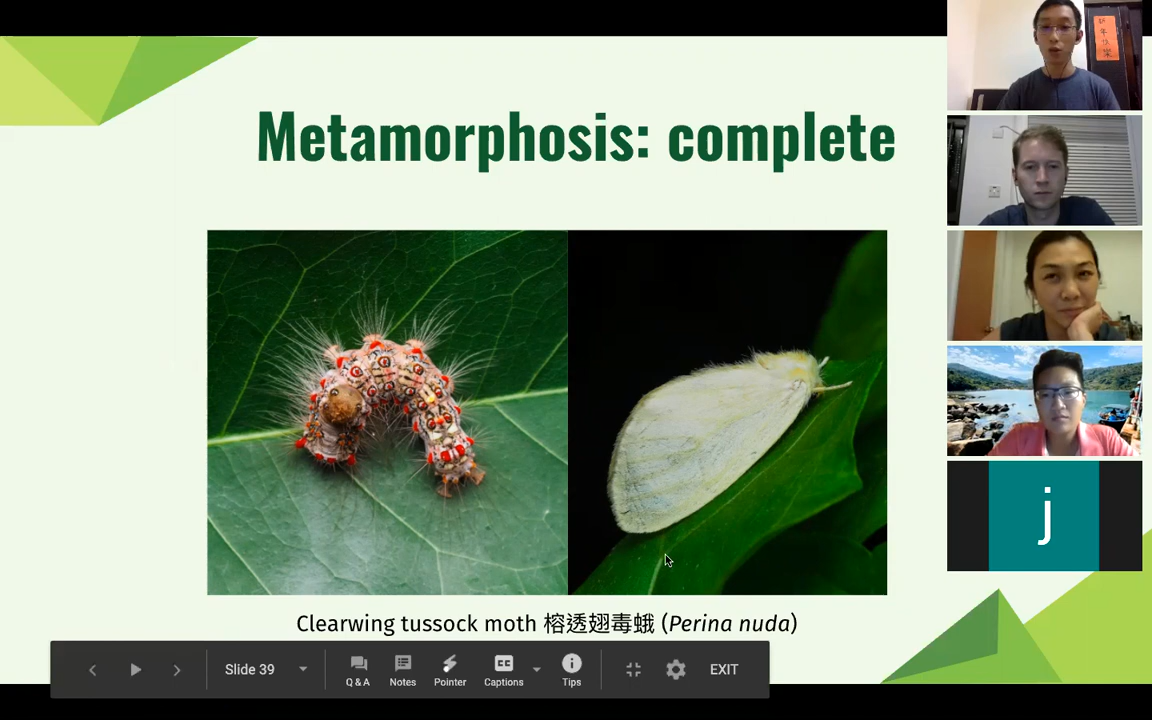 Metamorphosis: complete
Clearwing tussock moth 榕透翅毒蛾 (Perina nuda)
Slide 39
Q & A
Notes
Pointer
CC
Captions
Tips
EXIT
j